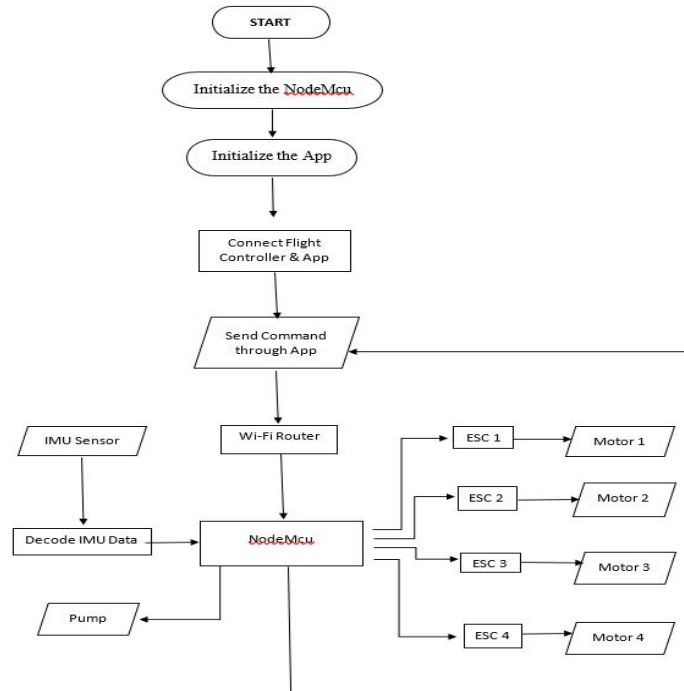 START
Initialize the NodeMcu
Initialize the App
Connect Flight
Controller & App
Send Command
through App
Wi-Fi Router
IMU Sensor
Decode IMU Data
NodeMcu
Pump
ESC 1
Motor 1
ESC 2
Motor 2
ESC 3
Motor 3
ESC 4
Motor 4